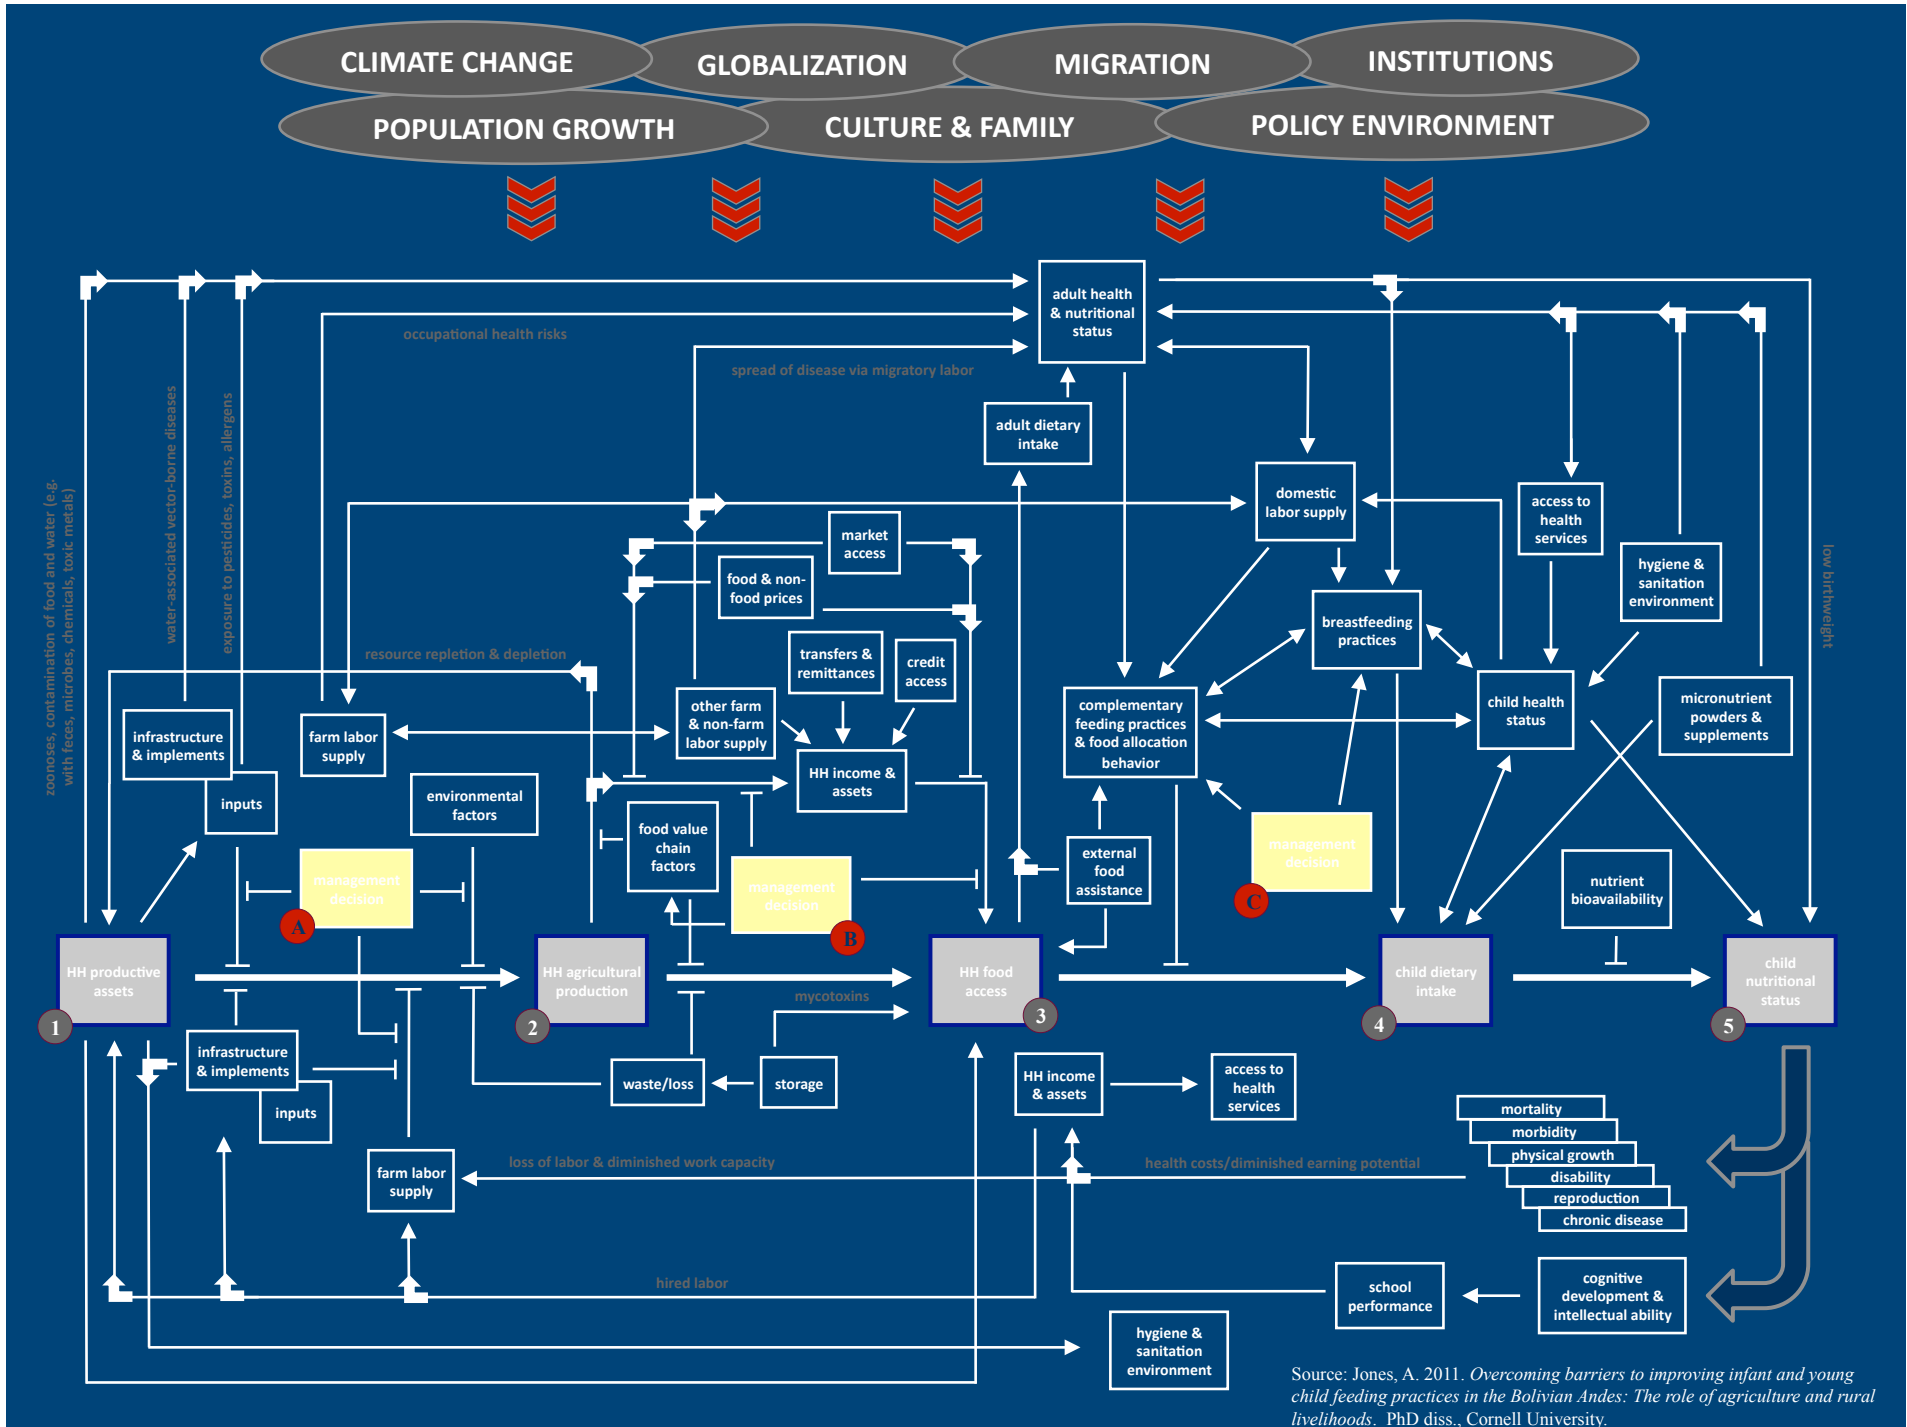 CLIMATE CHANGE
GLOBALIZATION
MIGRATION
INSTITUTIONS
POPULATION GROWTH
CULTURE & FAMILY
POLICY ENVIRONMENT
adult health
& nutritional
status
occupational health risks
spread of disease via migratory labor
adult dietary
intake
zoonoses, contamination of food and water (e.g.
with feces, microbes, chemicals, toxic metals)
water-associated vector-borne diseases
exposure to pesticides, toxins, allergens
domestic
labor supply
access to
health
services
hygiene &
sanitation
environment
low birthweight
market
access
food & non-
food prices
breastfeeding
practices
transfers &
remittances
credit
access
resource repletion & depletion
infrastructure
& implements
inputs
farm labor
supply
other farm
& non-farm
labor supply
HH income &
assets
complementary
feeding practices
& food allocation
behavior
child health
status
micronutrient
powders &
supplements
environmental
factors
food value
chain
factors
management
decision
A
management
decision
B
external
food
assistance
management
decision
C
nutrient
bioavailability
HH productive
assets
1
HH agricultural
production
2
HH food
access
3
child dietary
intake
4
child
nutritional
status
5
mycotoxins
infrastructure
& implements
inputs
waste/loss
storage
HH income
& assets
access to
health
services
mortality
morbidity
physical growth
disability
reproduction
chronic disease
farm labor
supply
loss of labor & diminished work capacity
health costs/diminished earning potential
hired labor
school
performance
cognitive
development &
intellectual ability
hygiene &
sanitation
environment
Source: Jones, A. 2011. Overcoming barriers to improving infant and young
child feeding practices in the Bolivian Andes: The role of agriculture and rural
livelihoods. PhD diss., Cornell University.